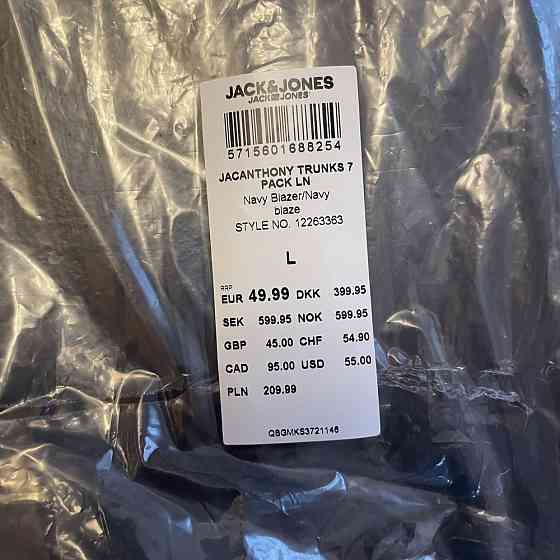 JACK&JONES
JACK&JONES
5715601688254
JACANTHONY TRUNKS 7
PACK LN
Navy Blazer/Navy
blaze
STYLE NO. 12263363
L
RRP
EUR 49.99 DKK 399.95
SEK 599.95 NOK 599.95
GBP 45.00 CHF 54.90
CAD 95.00 USD 55.00
PLN 209.99
QSGMKS3721146